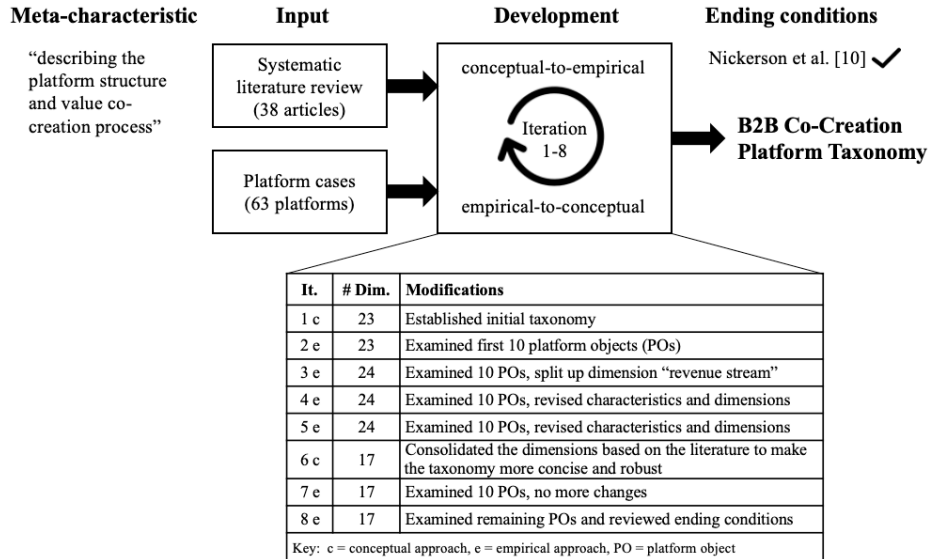 Meta-characteristic
Input
Development
Ending conditions
“describing the
platform structure
and value co-
creation process”
Systematic
literature review
(38 articles)
Platform cases
(63 platforms)
conceptual-to-empirical
Iteration
1-8
empirical-to-conceptual
Nickerson et al. [10]
B2B Co-Creation
Platform Taxonomy
It. # Dim. Modifications
1 c 23 Established initial taxonomy
2 e 23 Examined first 10 platform objects (POs)
3 e 24 Examined 10 POs, split up dimension “revenue stream”
4 e 24 Examined 10 POs, revised characteristics and dimensions
5 e 24 Examined 10 POs, revised characteristics and dimensions
6 c 17 Consolidated the dimensions based on the literature to make
the taxonomy more concise and robust
7 e 17 Examined 10 POs, no more changes
8 e 17 Examined remaining POs and reviewed ending conditions
Key: c = conceptual approach, e = empirical approach, PO = platform object